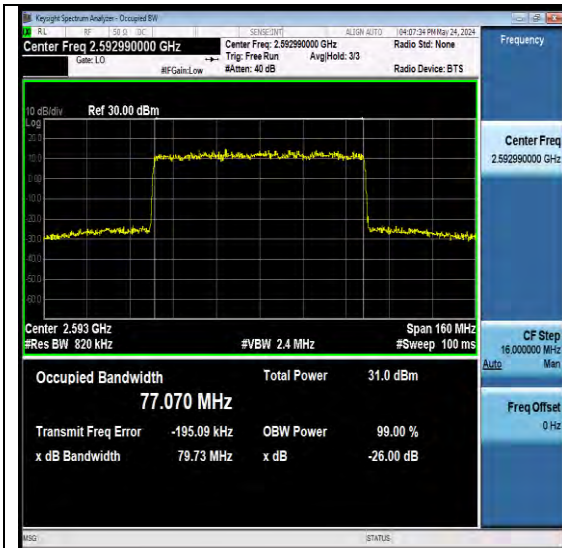 Keysight Spectrum Analyzer - Occupied BW
RL RF 50 Ω DC SENSE:INT ALIGN AUTO 04:07:34 PM May 24, 2024
Center Freq 2.592990000 GHz Center Freq: 2.592990000 GHz Radio Std: None Frequency
Gate: LO Trig: Free Run Avg|Hold: 3/3
#IFGain:Low #Atten: 40 dB Radio Device: BTS
10 dB/div Ref 30.00 dBm
Log
20.0
10.0
0.00
-10.0
-20.0
-30.0
-40.0
-50.0
-60.0
Center Freq
2.592990000 GHz
Center 2.593 GHz Span 160 MHz
#Res BW 820 kHz #VBW 2.4 MHz #Sweep 100 ms
CF Step
16.000000 MHz
Auto Man
Occupied Bandwidth Total Power 31.0 dBm
77.070 MHz
Transmit Freq Error -195.09 kHz OBW Power 99.00 %
x dB Bandwidth 79.73 MHz x dB -26.00 dB
Freq Offset
0 Hz
MSG STATUS